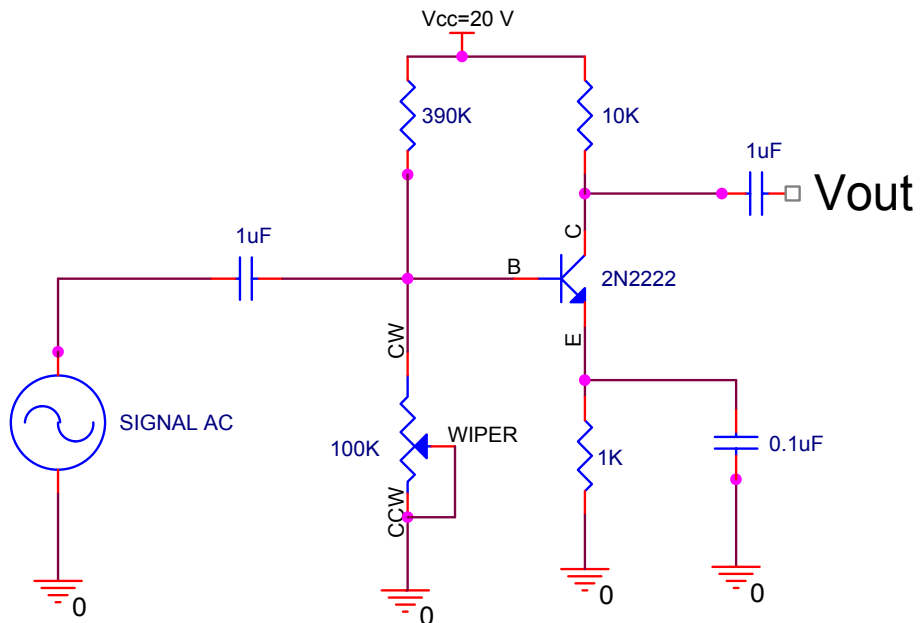 Vcc=20 V
390K
10K
1uF
Vout
1uF
C
B
2N2222
E
CW
SIGNAL AC
100K
WIPER
CCW
1K
0.1uF
0
0
0
0